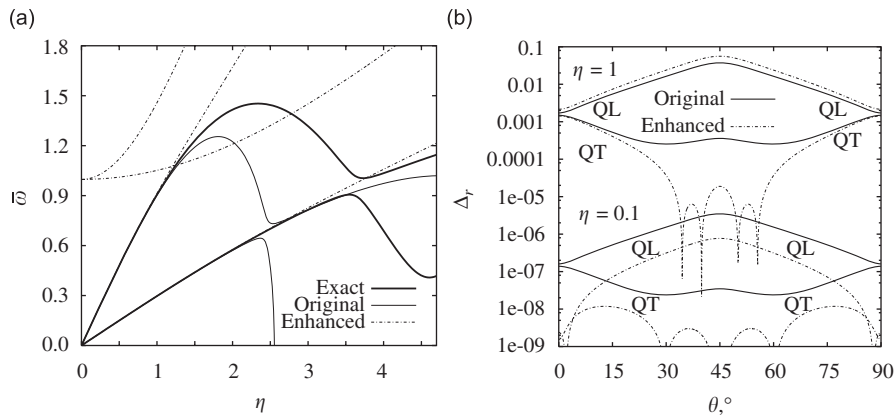 (a)
1.8
1.5
1.2
0.9
0.6
0.3
0.0
ω̅
0 1 2 3 4
η
Exact
Original
Enhanced
(b)
0.1
0.01
0.001
0.0001
1e-05
1e-06
1e-07
1e-08
1e-09
Δr
0 15 30 45 60 75 90
θ,°
η = 1
Original
Enhanced
QL
QL
QT
QT
η = 0.1
QL
QL
QT
QT